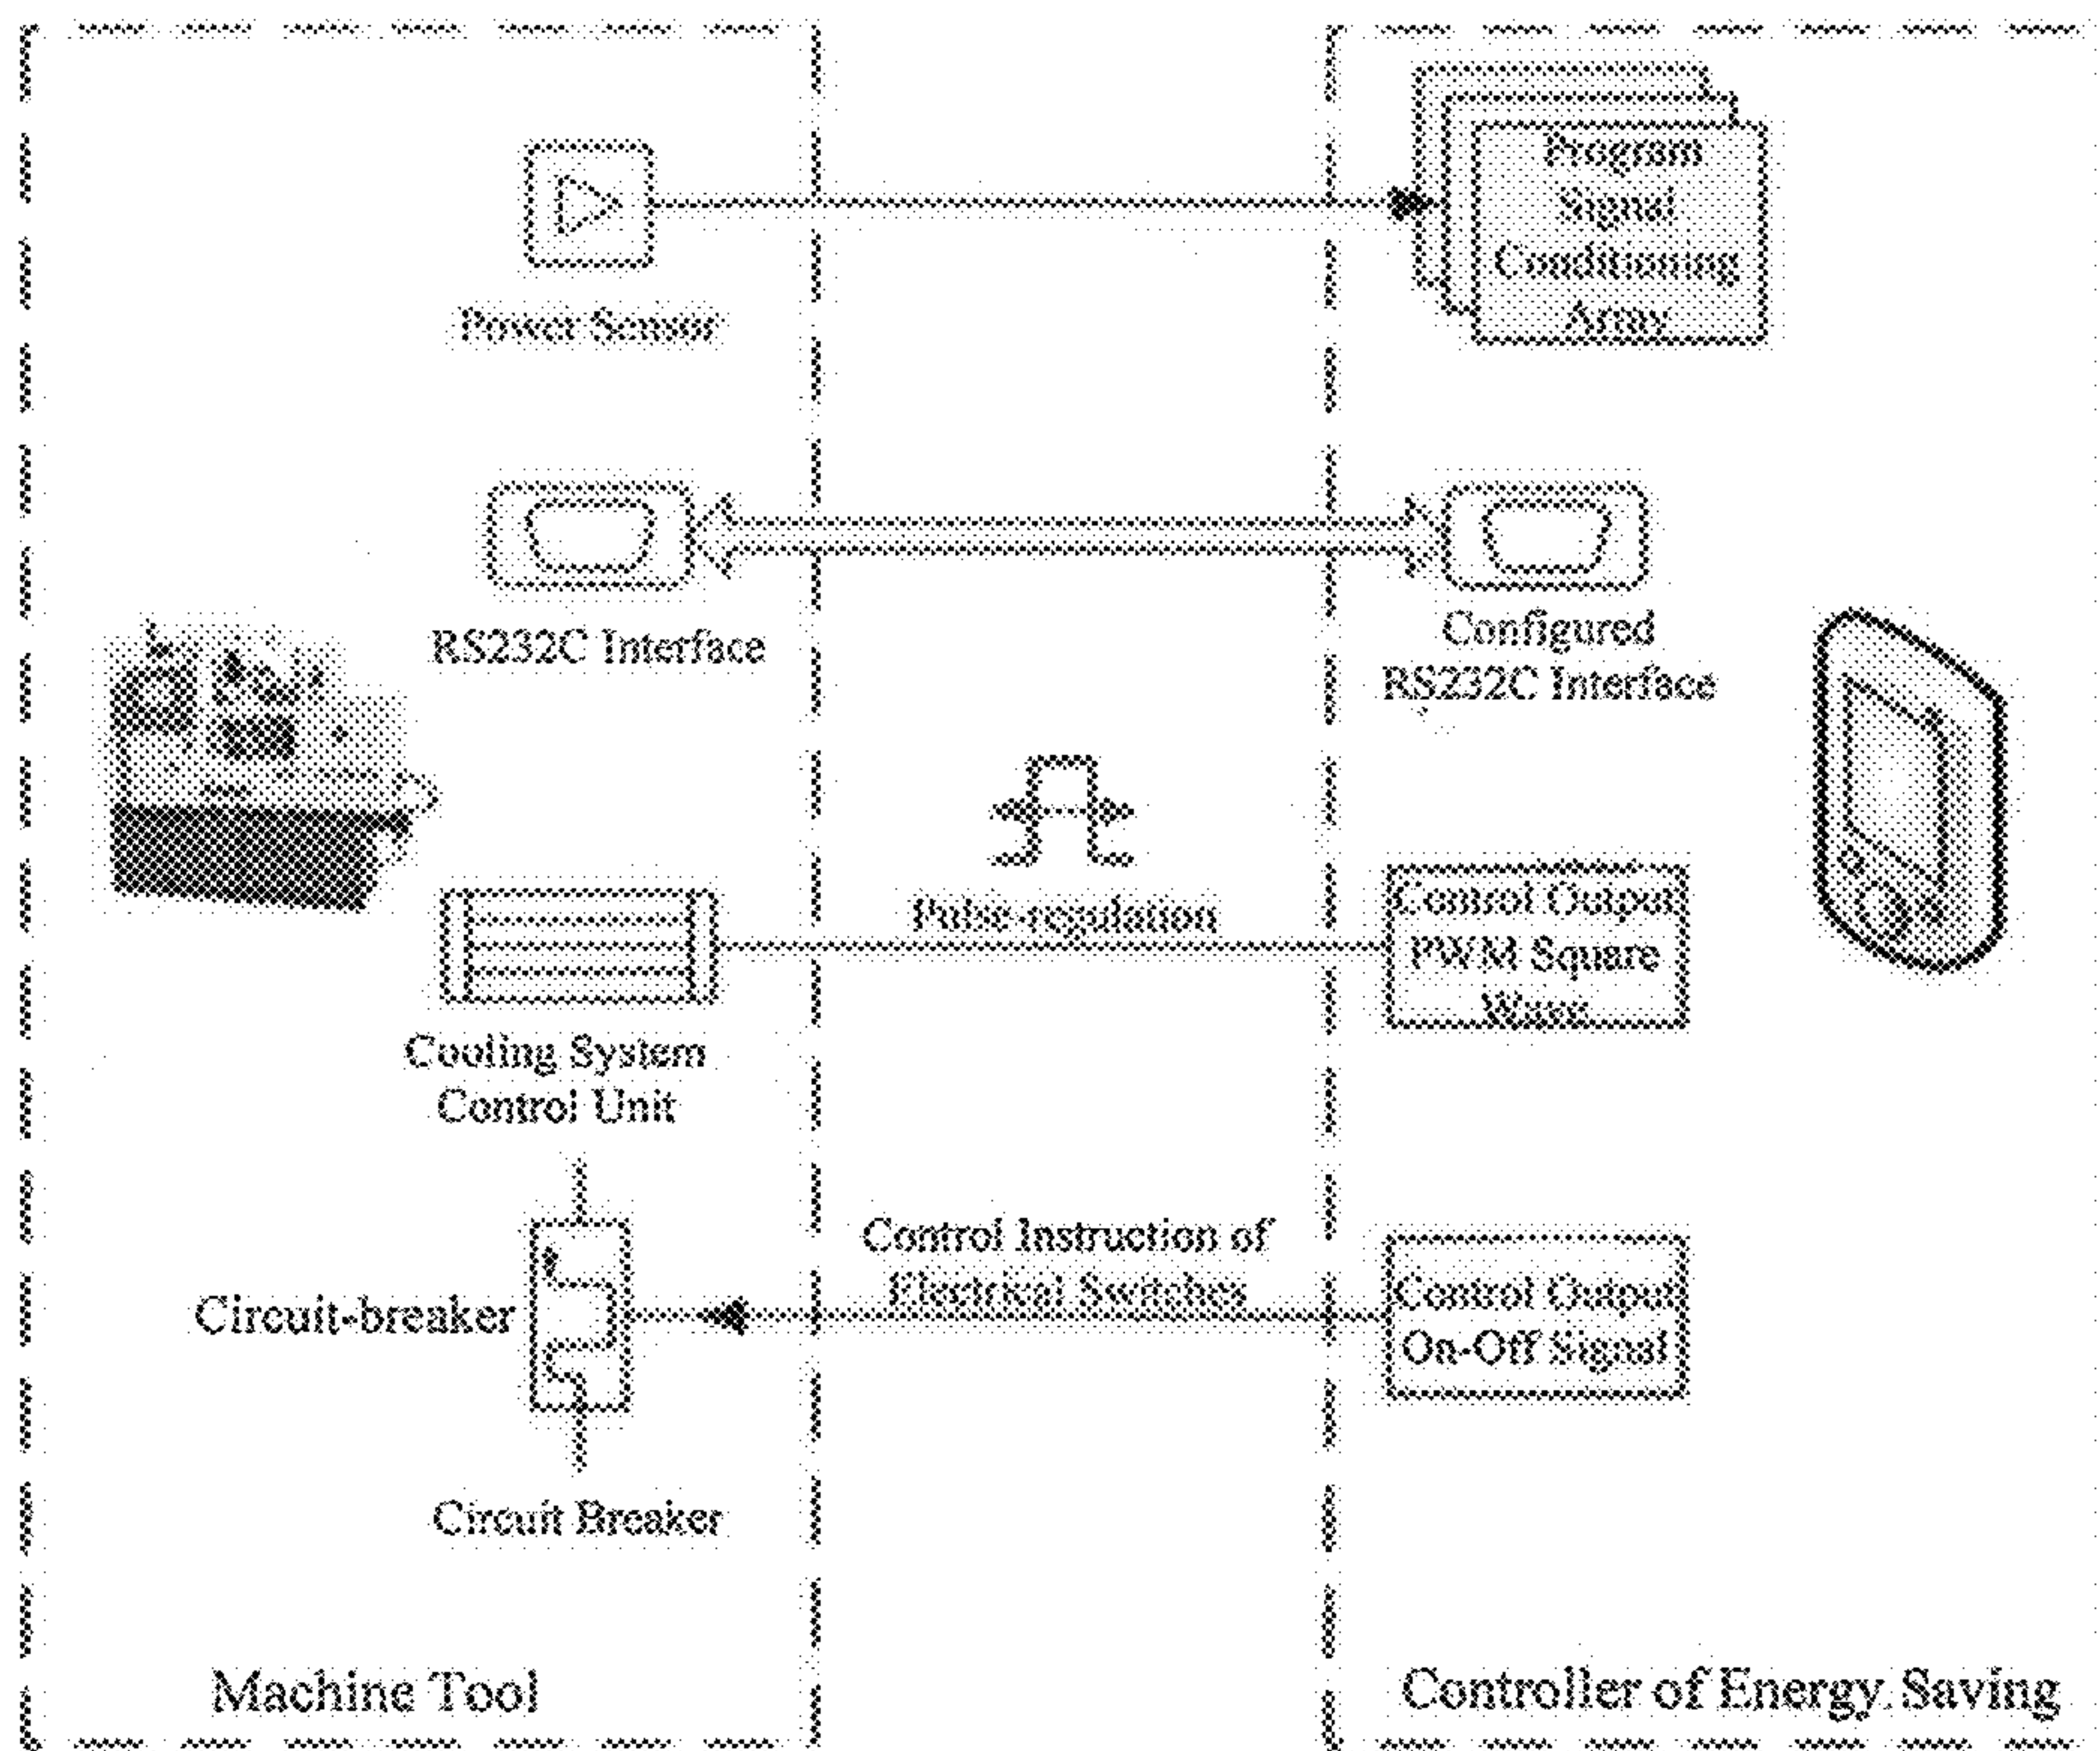 Program
Signal
Conditioning
Array
Power Sensor
RS232C Interface
Configured
RS232C Interface
Pulse-regulation
Control Output
PWM Square
Wave
Cooling System
Control Unit
Control Instruction of
Electrical Switches
Circuit-breaker
Control Output
On-Off Signal
Circuit Breaker
Machine Tool
Controller of Energy Saving